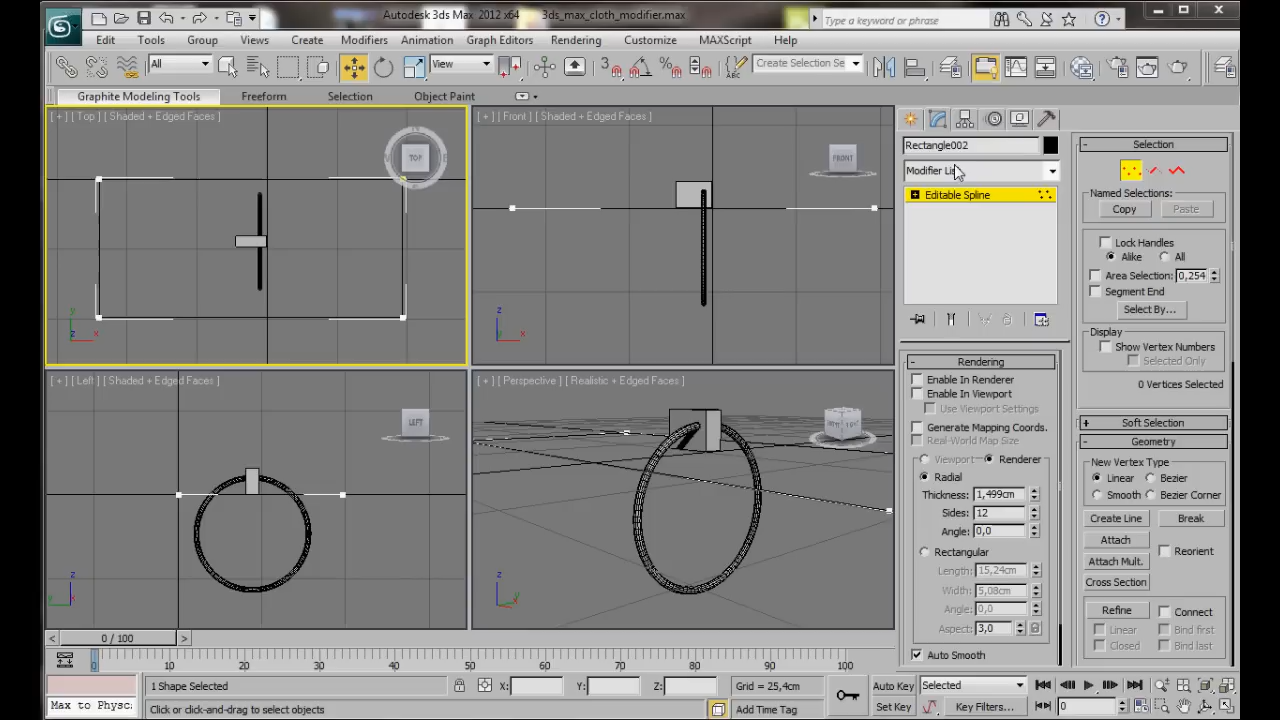 Autodesk 3ds Max 2012 x64 3ds_max_cloth_modifier.max
Type a keyword or phrase
Edit Tools Group Views Create Modifiers Animation Graph Editors Rendering Customize MAXScript Help
All View Create Selection Se
Graphite Modeling Tools Freeform Selection Object Paint
[ + ] [ Top ] [ Shaded + Edged Faces ]
TOP
[ + ] [ Front ] [ Shaded + Edged Faces ]
FRONT
[ + ] [ Left ] [ Shaded + Edged Faces ]
LEFT
[ + ] [ Perspective ] [ Realistic + Edged Faces ]
Rectangle002
Modifier Li
Editable Spline
Rendering
Enable In Renderer
Enable In Viewport
Use Viewport Settings
Generate Mapping Coords.
Real-World Map Size
Viewport Renderer
Radial
Thickness: 1,499cm
Sides: 12
Angle: 0,0
Rectangular
Length: 15,24cm
Width: 5,08cm
Angle: 0,0
Aspect: 3,0
Auto Smooth
Selection
Named Selections:
Copy Paste
Lock Handles
Alike All
Area Selection: 0,254
Segment End
Select By...
Display
Show Vertex Numbers
Selected Only
0 Vertices Selected
Soft Selection
Geometry
New Vertex Type
Linear Bezier
Smooth Bezier Corner
Create Line Break
Attach
Reorient
Attach Mult.
Cross Section
Refine Connect
Linear Bind first
Closed Bind last
0 / 100
0 10 20 30 40 50 60 70 80 90 100
1 Shape Selected X: Y: Z: Grid = 25,4cm Auto Key Selected
Max to Physc: Click or click-and-drag to select objects Add Time Tag Set Key Key Filters... 0